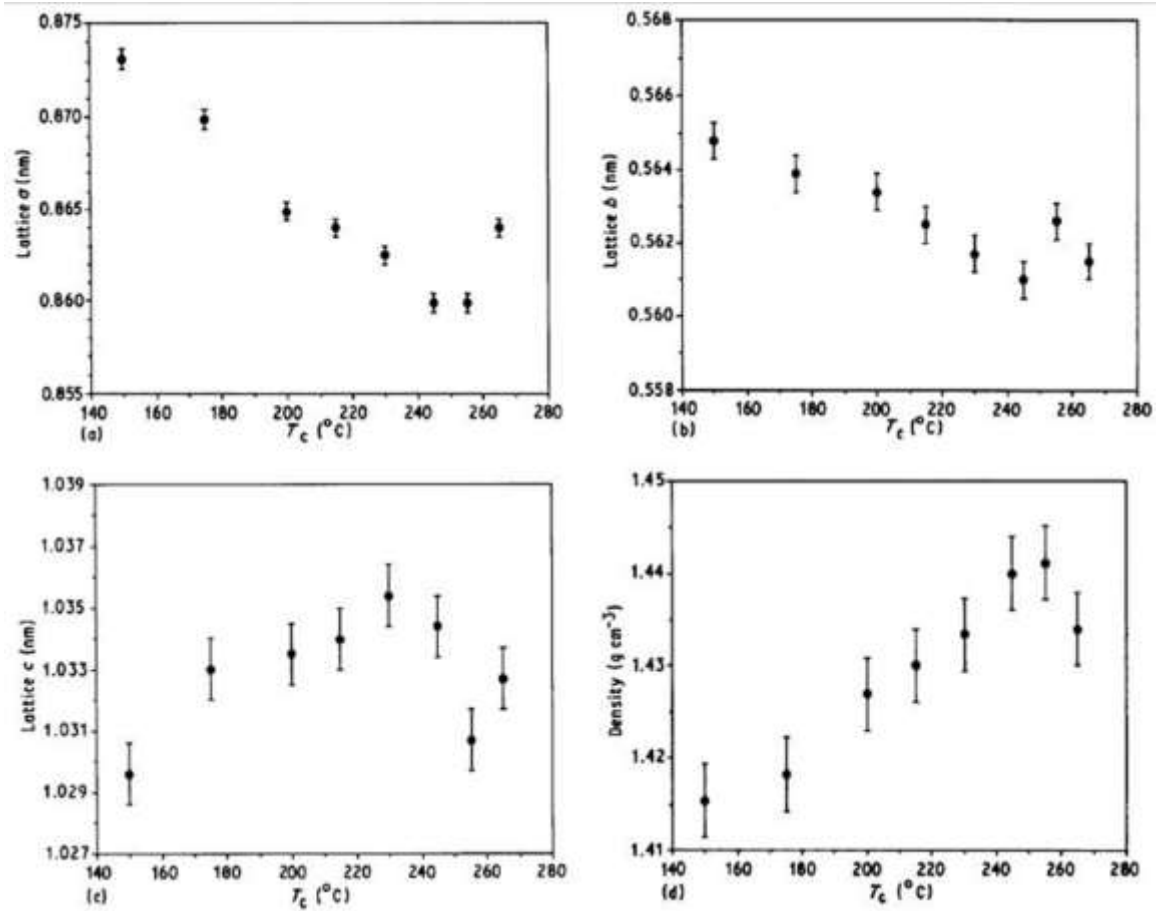 0.875
0.870
0.865
0.860
0.855
Lattice a (nm)
140 160 180 200 220 240 260 280
(a) Tc (°C)
0.568
0.566
0.564
0.562
0.560
0.558
Lattice b (nm)
140 160 180 200 220 240 260 280
(b) Tc (°C)
1.039
1.037
1.035
1.033
1.031
1.029
1.027
Lattice c (nm)
140 160 180 200 220 240 260 280
(c) Tc (°C)
1.45
1.44
1.43
1.42
1.41
Density (g cm⁻³)
140 160 180 200 220 240 260 280
(d) Tc (°C)